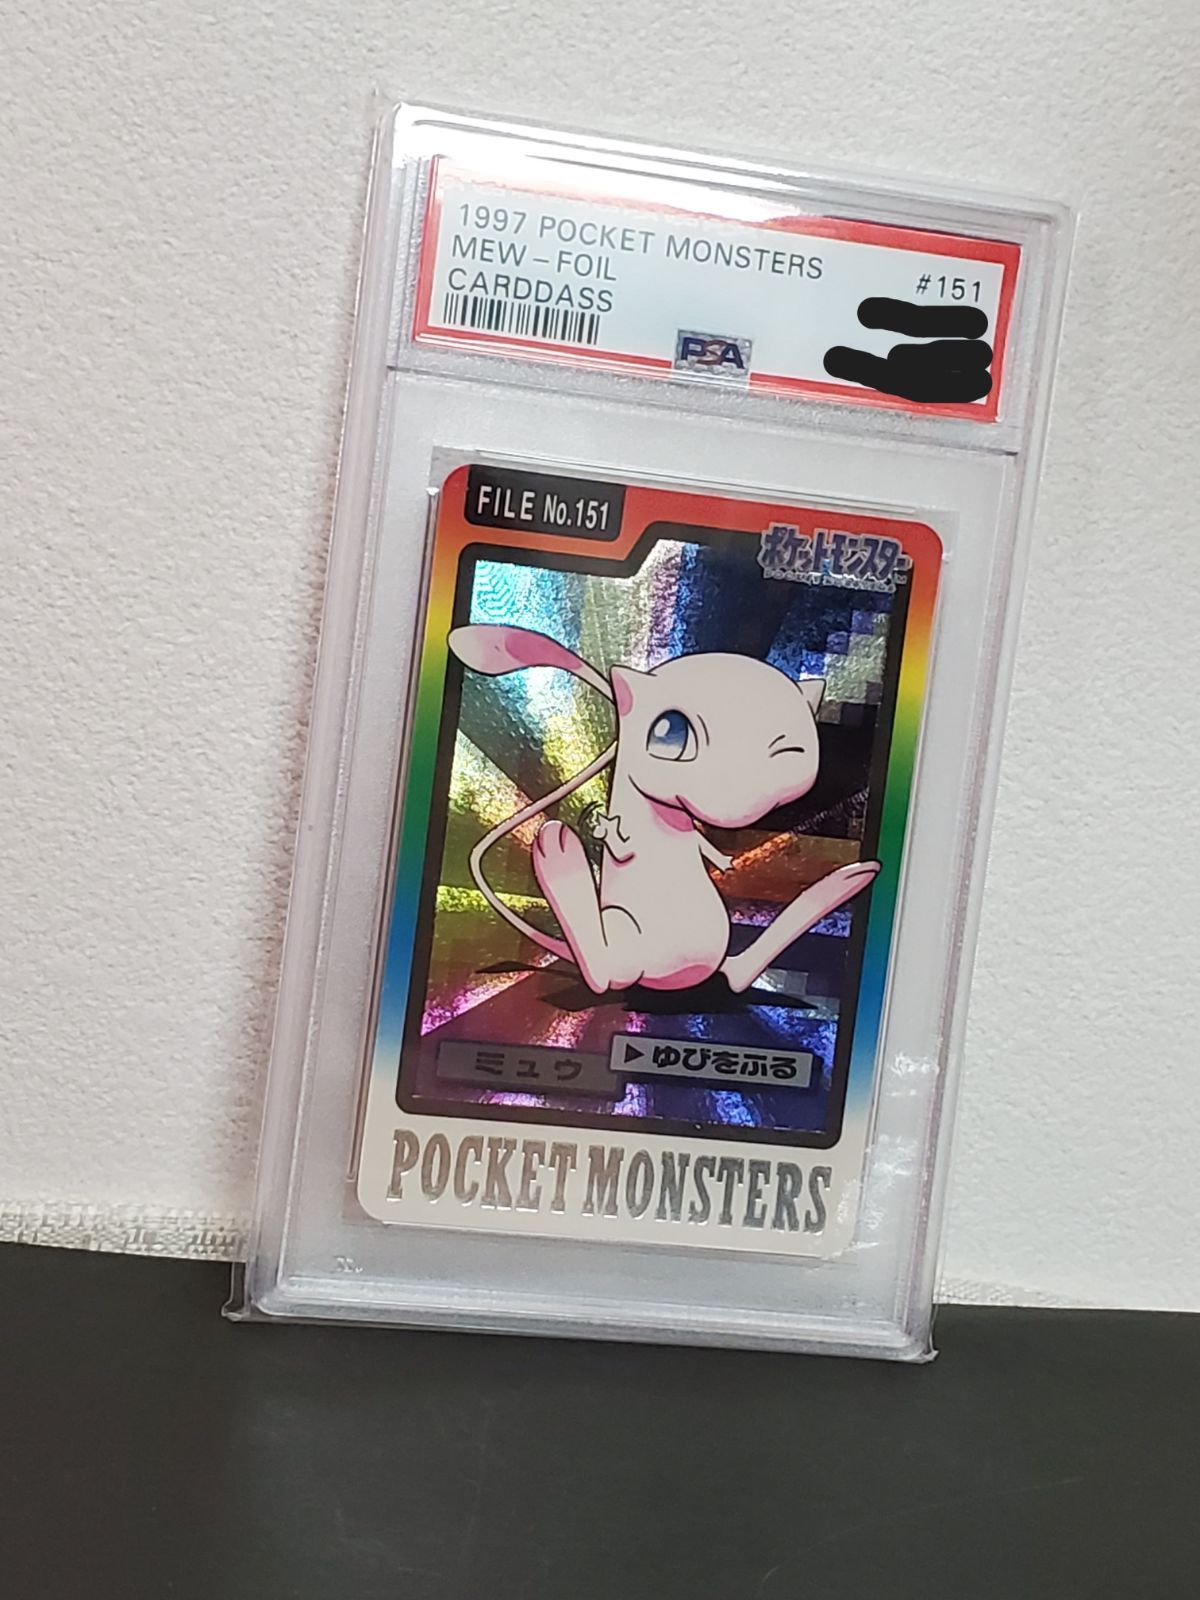 1997 POCKET MONSTERS
MEW - FOIL #151
CARDDASS
PSA
FILE No.151
ポケットモンスター
ミュウ
▶ゆびをふる
POCKET MONSTERS